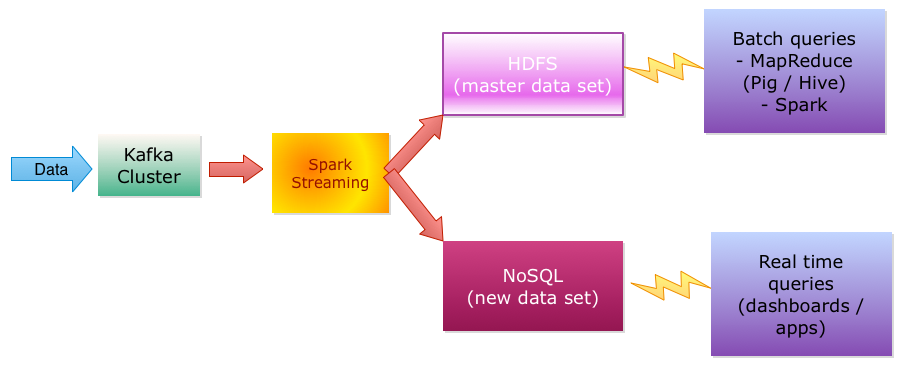 Data
Kafka
Cluster
Spark
Streaming
HDFS
(master data set)
Batch queries
- MapReduce
(Pig / Hive)
- Spark
NoSQL
(new data set)
Real time
queries
(dashboards /
apps)